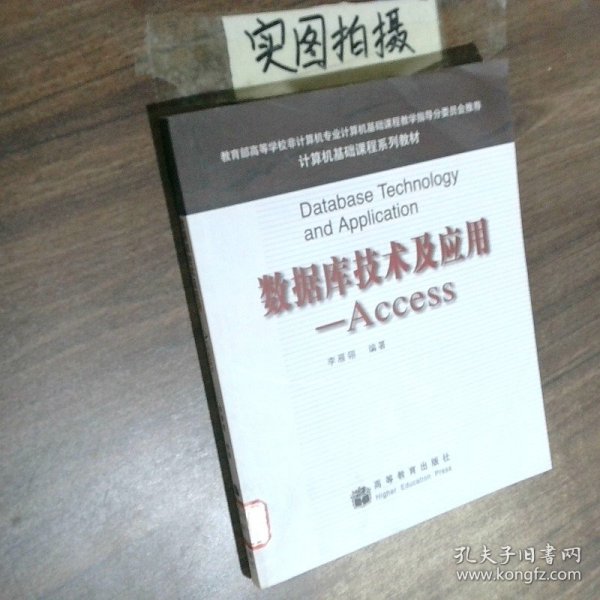 实图拍摄
教育部高等学校非计算机专业计算机基础课程教学指导分委员会推荐
计算机基础课程系列教材
Database Technology
and Application
数据库技术及应用
—Access
李雁翎 编著
高等教育出版社
Higher Education Press
孔夫子旧书网
www.kongfz.com